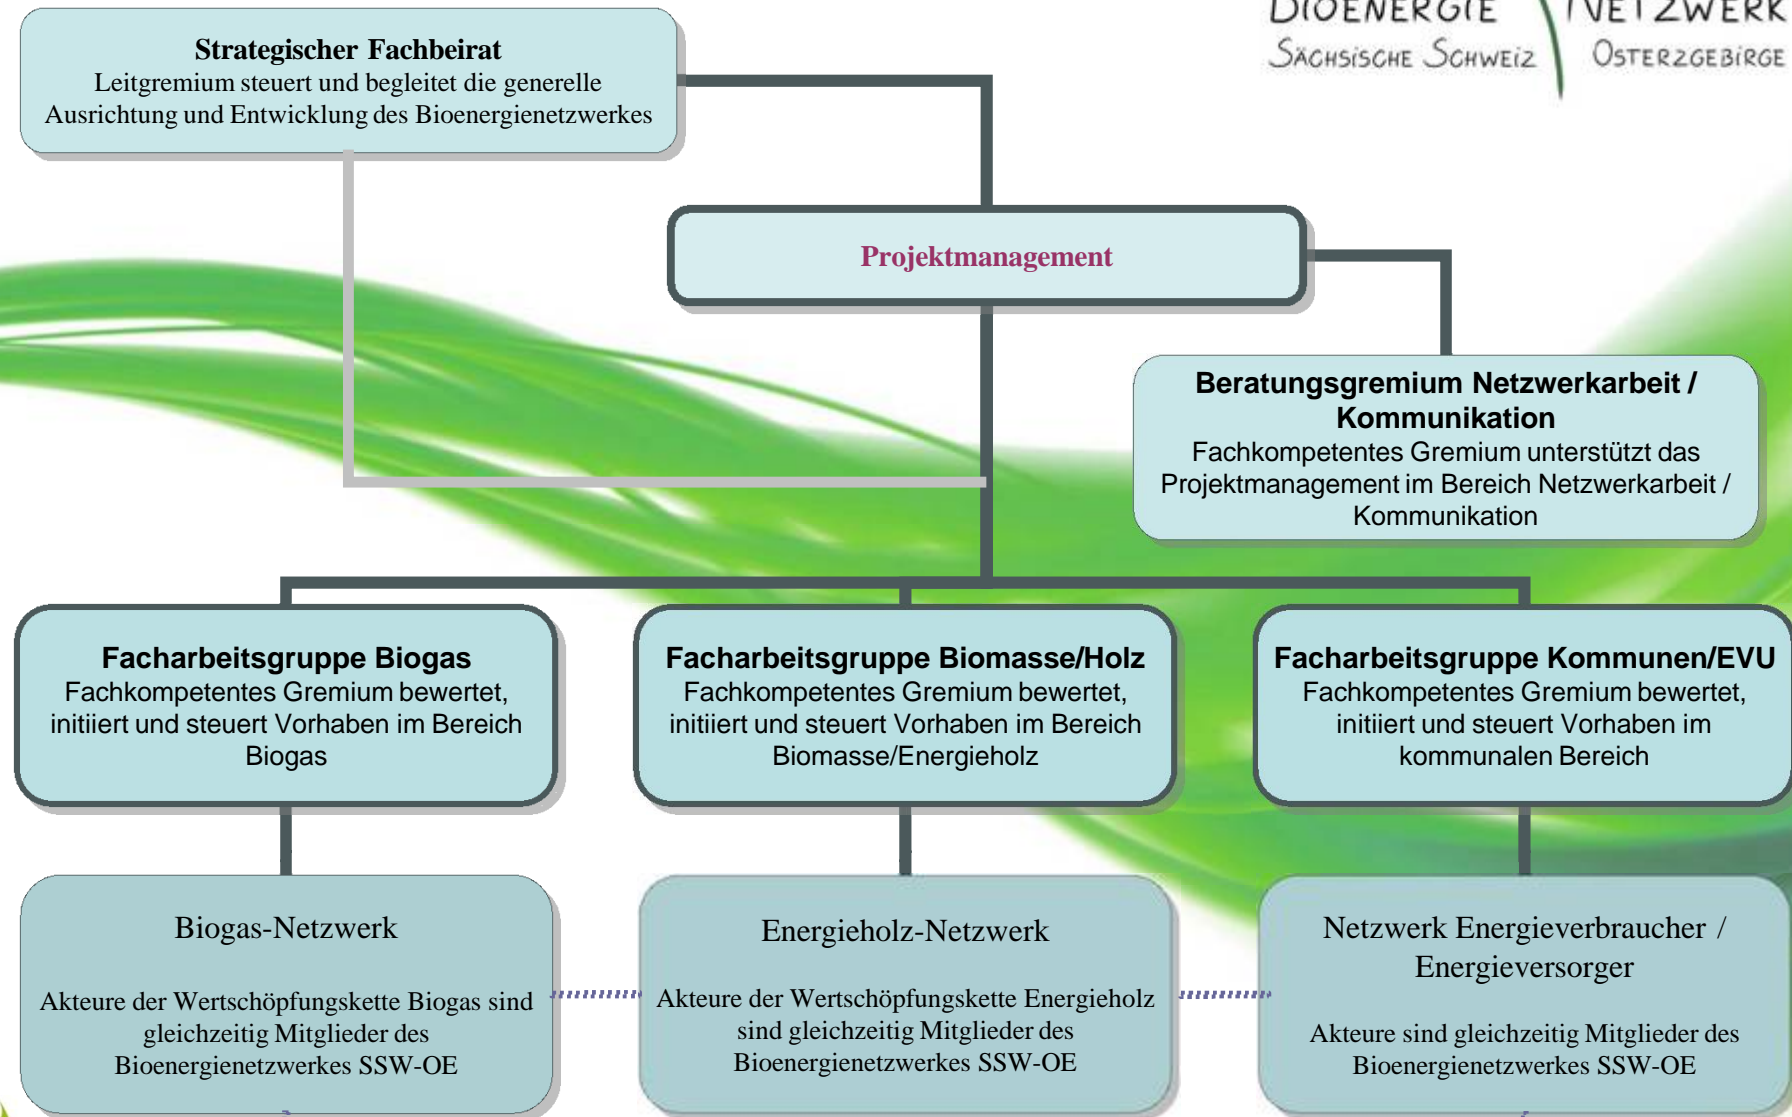 BIOENERGIE NETZWERK
SÄCHSISCHE SCHWEIZ OSTERZGEBIRGE
Strategischer Fachbeirat
Leitgremium steuert und begleitet die generelle
Ausrichtung und Entwicklung des Bioenergienetzwerkes
Projektmanagement
Beratungsgremium Netzwerkarbeit /
Kommunikation
Fachkompetentes Gremium unterstützt das
Projektmanagement im Bereich Netzwerkarbeit /
Kommunikation
Facharbeitsgruppe Biogas
Fachkompetentes Gremium bewertet,
initiiert und steuert Vorhaben im Bereich
Biogas
Facharbeitsgruppe Biomasse/Holz
Fachkompetentes Gremium bewertet,
initiiert und steuert Vorhaben im Bereich
Biomasse/Energieholz
Facharbeitsgruppe Kommunen/EVU
Fachkompetentes Gremium bewertet,
initiiert und steuert Vorhaben im
kommunalen Bereich
Biogas-Netzwerk
Akteure der Wertschöpfungskette Biogas sind
gleichzeitig Mitglieder des
Bioenergienetzwerkes SSW-OE
Energieholz-Netzwerk
Akteure der Wertschöpfungskette Energieholz
sind gleichzeitig Mitglieder des
Bioenergienetzwerkes SSW-OE
Netzwerk Energieverbraucher /
Energieversorger
Akteure sind gleichzeitig Mitglieder des
Bioenergienetzwerkes SSW-OE